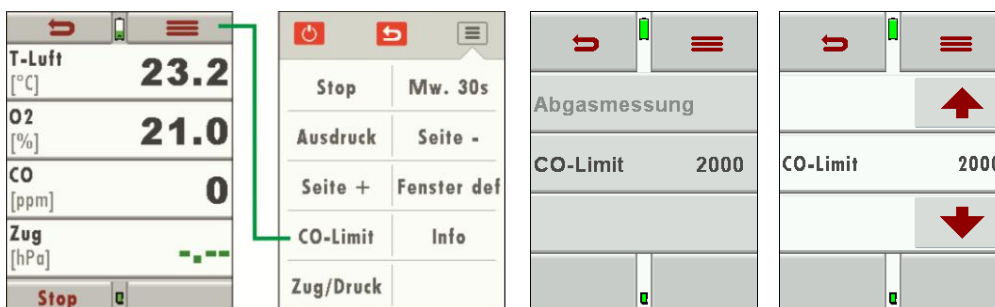 T-Luft
[°C]
23.2
O2
[%]
21.0
CO
[ppm]
0
Zug
[hPa]
-.--
Stop
Stop
Mw. 30s
Ausdruck
Seite -
Seite +
Fenster def
CO-Limit
Info
Zug/Druck
Abgasmessung
CO-Limit 2000
CO-Limit 2000